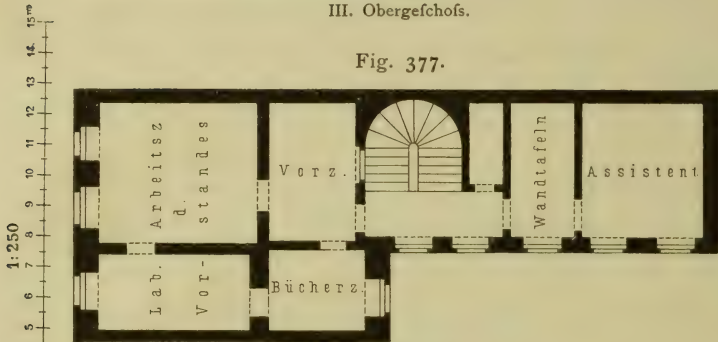 III. Obergeſchoſs.
Fig. 377.
15m
14
13
12
11
10
9
8
7
6
5
1:250
Arbeitsz
d.
Vor-
standes
Vorz.
Wandtafeln
Assistent
Lab.
Bücherz.